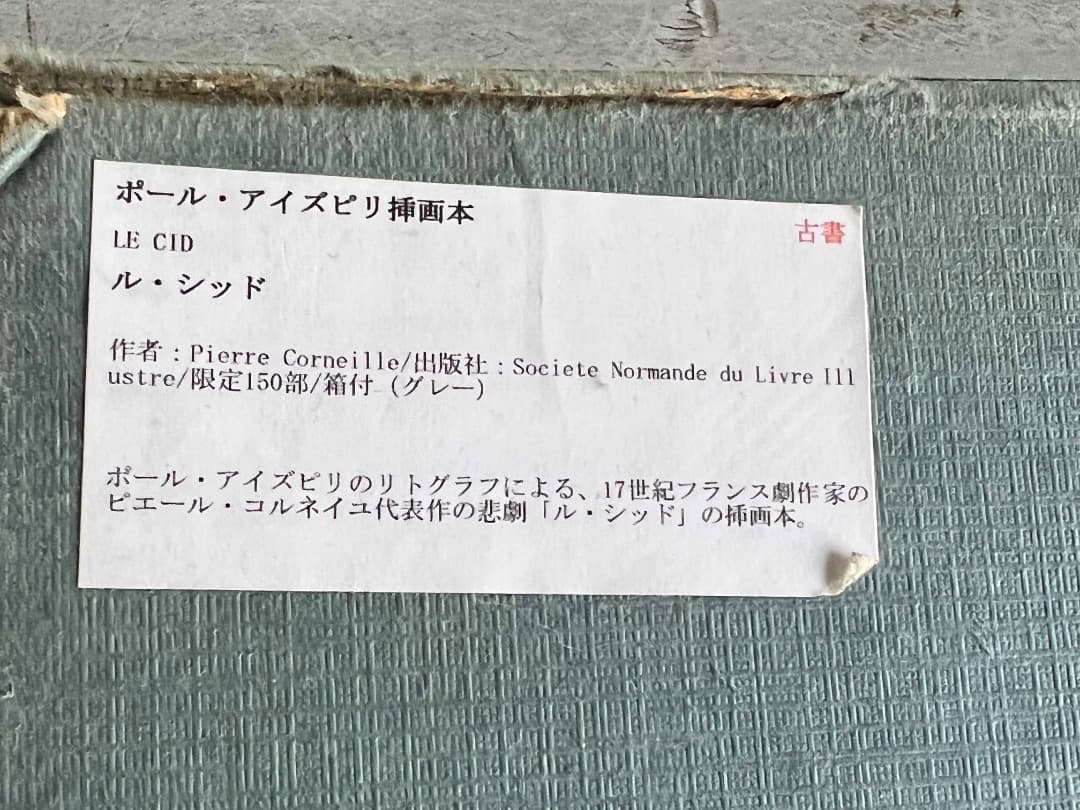 ポール・アイズピリ挿画本
古書
LE CID
ル・シッド
作者：Pierre Corneille/出版社：Societe Normande du Livre Ill
ustre/限定150部/箱付 (グレー)
ポール・アイズピリのリトグラフによる、17世紀フランス劇作家の
ピエール・コルネイユ代表作の悲劇「ル・シッド」の挿画本。